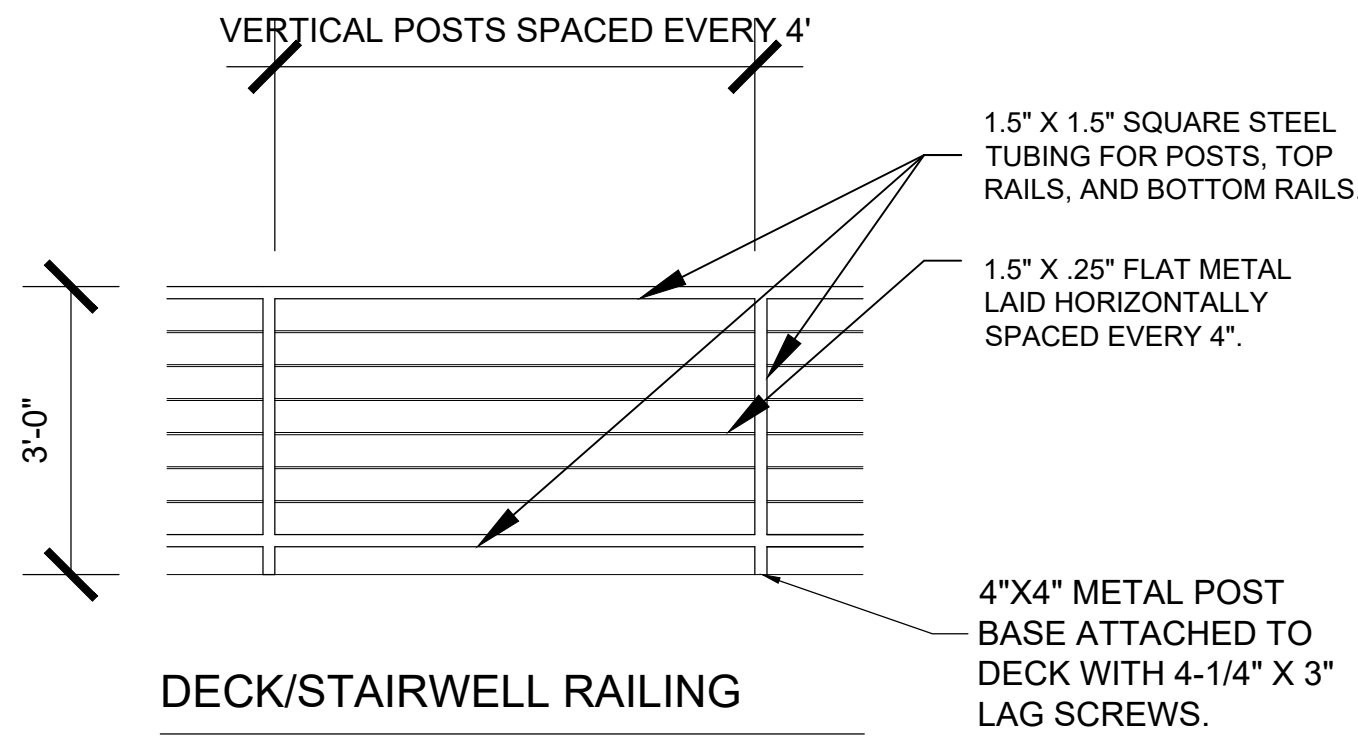 VERTICAL POSTS SPACED EVERY 4'
1.5" X 1.5" SQUARE STEEL
TUBING FOR POSTS, TOP
RAILS, AND BOTTOM RAILS.
1.5" X .25" FLAT METAL
LAID HORIZONTALLY
SPACED EVERY 4".
3'-0"
4"X4" METAL POST
BASE ATTACHED TO
DECK WITH 4-1/4" X 3"
LAG SCREWS.
DECK/STAIRWELL RAILING